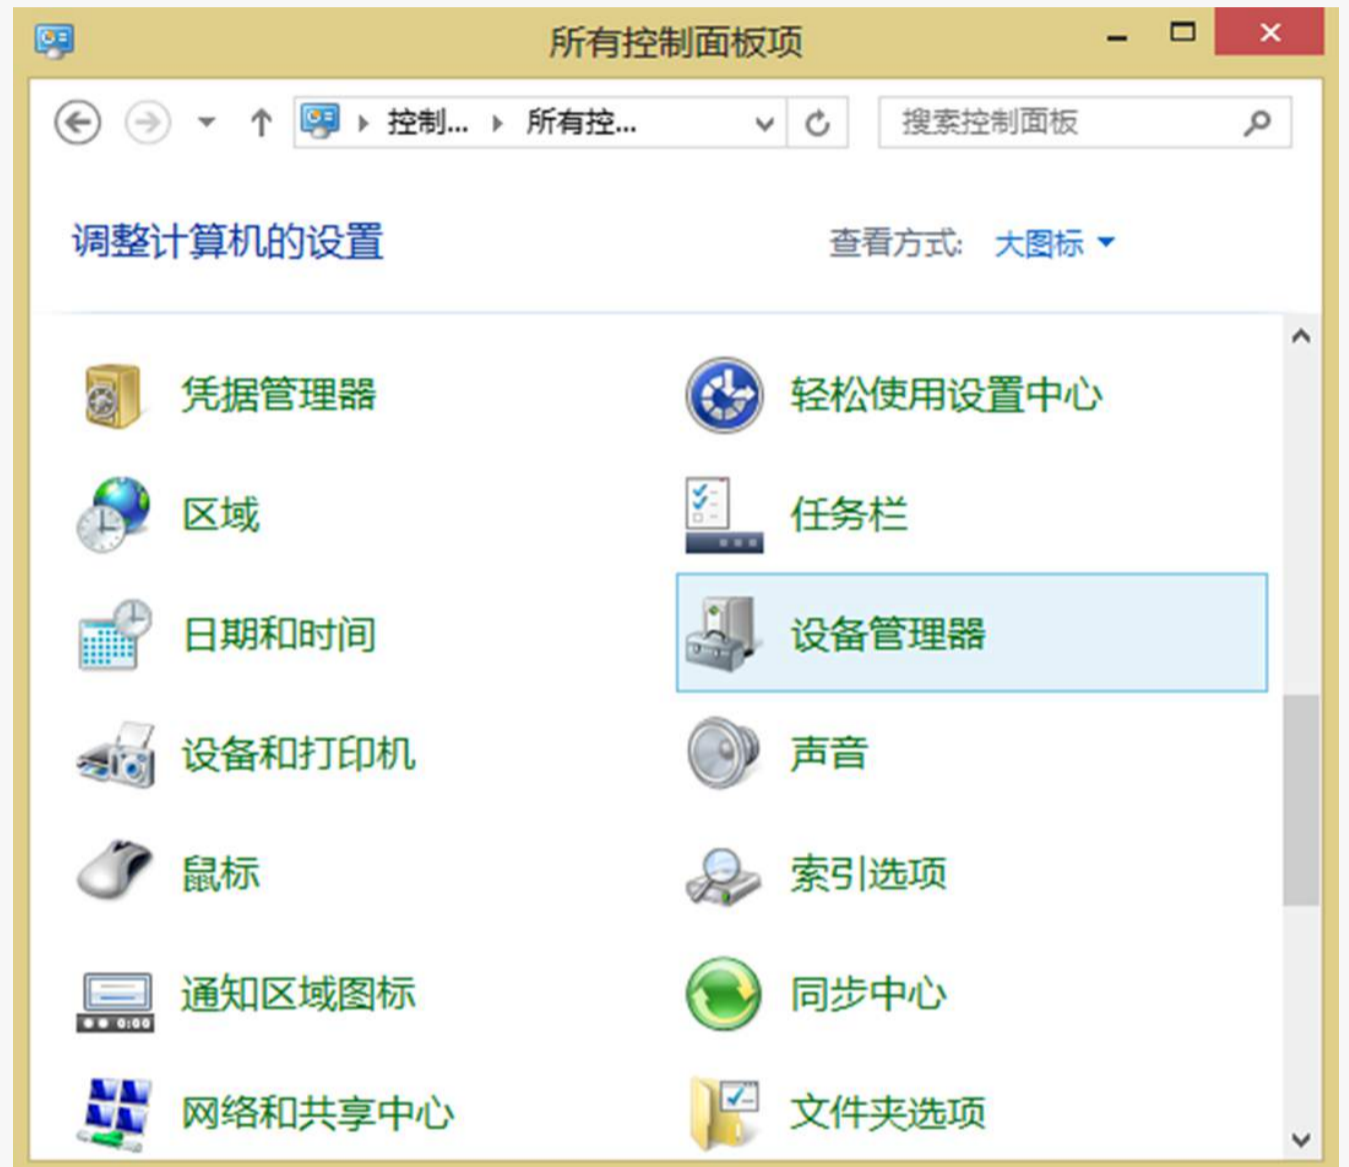 所有控制面板项
控制... 所有控... 搜索控制面板
调整计算机的设置 查看方式: 大图标
凭据管理器 轻松使用设置中心
区域 任务栏
日期和时间 设备管理器
设备和打印机 声音
鼠标 索引选项
通知区域图标 同步中心
0:00
网络和共享中心 文件夹选项